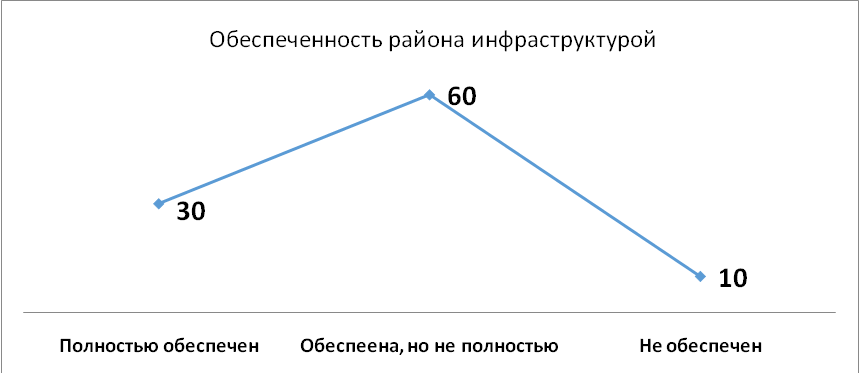 Обеспеченность района инфраструктурой
60
30
10
Полностью обеспечен Обеспеена, но не полностью Не обеспечен